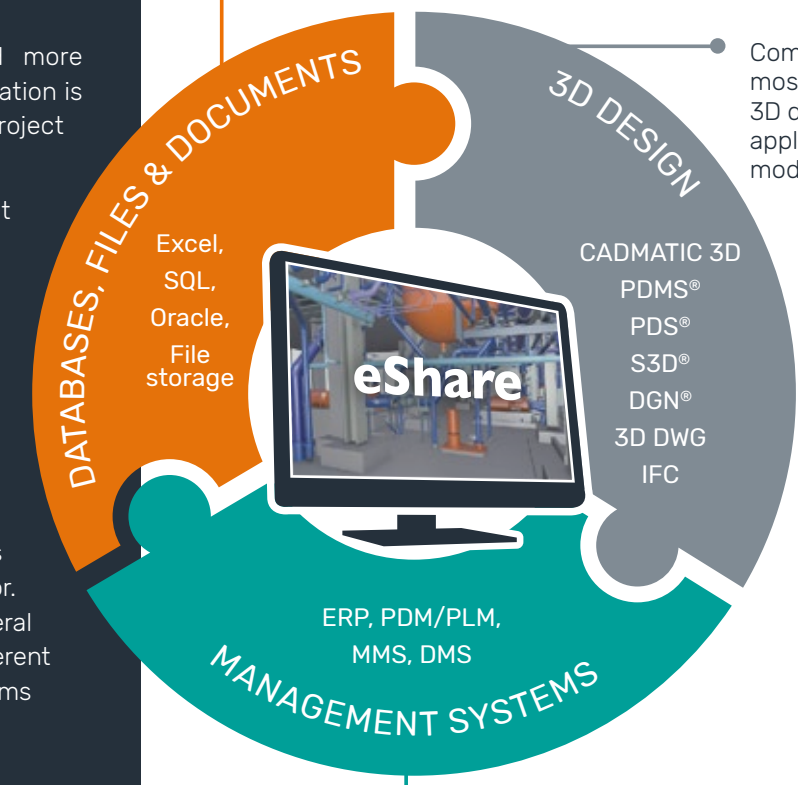 more
ation is
roject
t
s
r.
eral
erent
ms
DATABASES, FILES & DOCUMENTS
Excel,
SQL,
Oracle,
File
storage
3D DESIGN
CADMATIC 3D
PDMS®
PDS®
S3D®
DGN®
3D DWG
IFC
Com
mos
3D d
appl
mod
eShare
ERP, PDM/PLM,
MMS, DMS
MANAGEMENT SYSTEMS